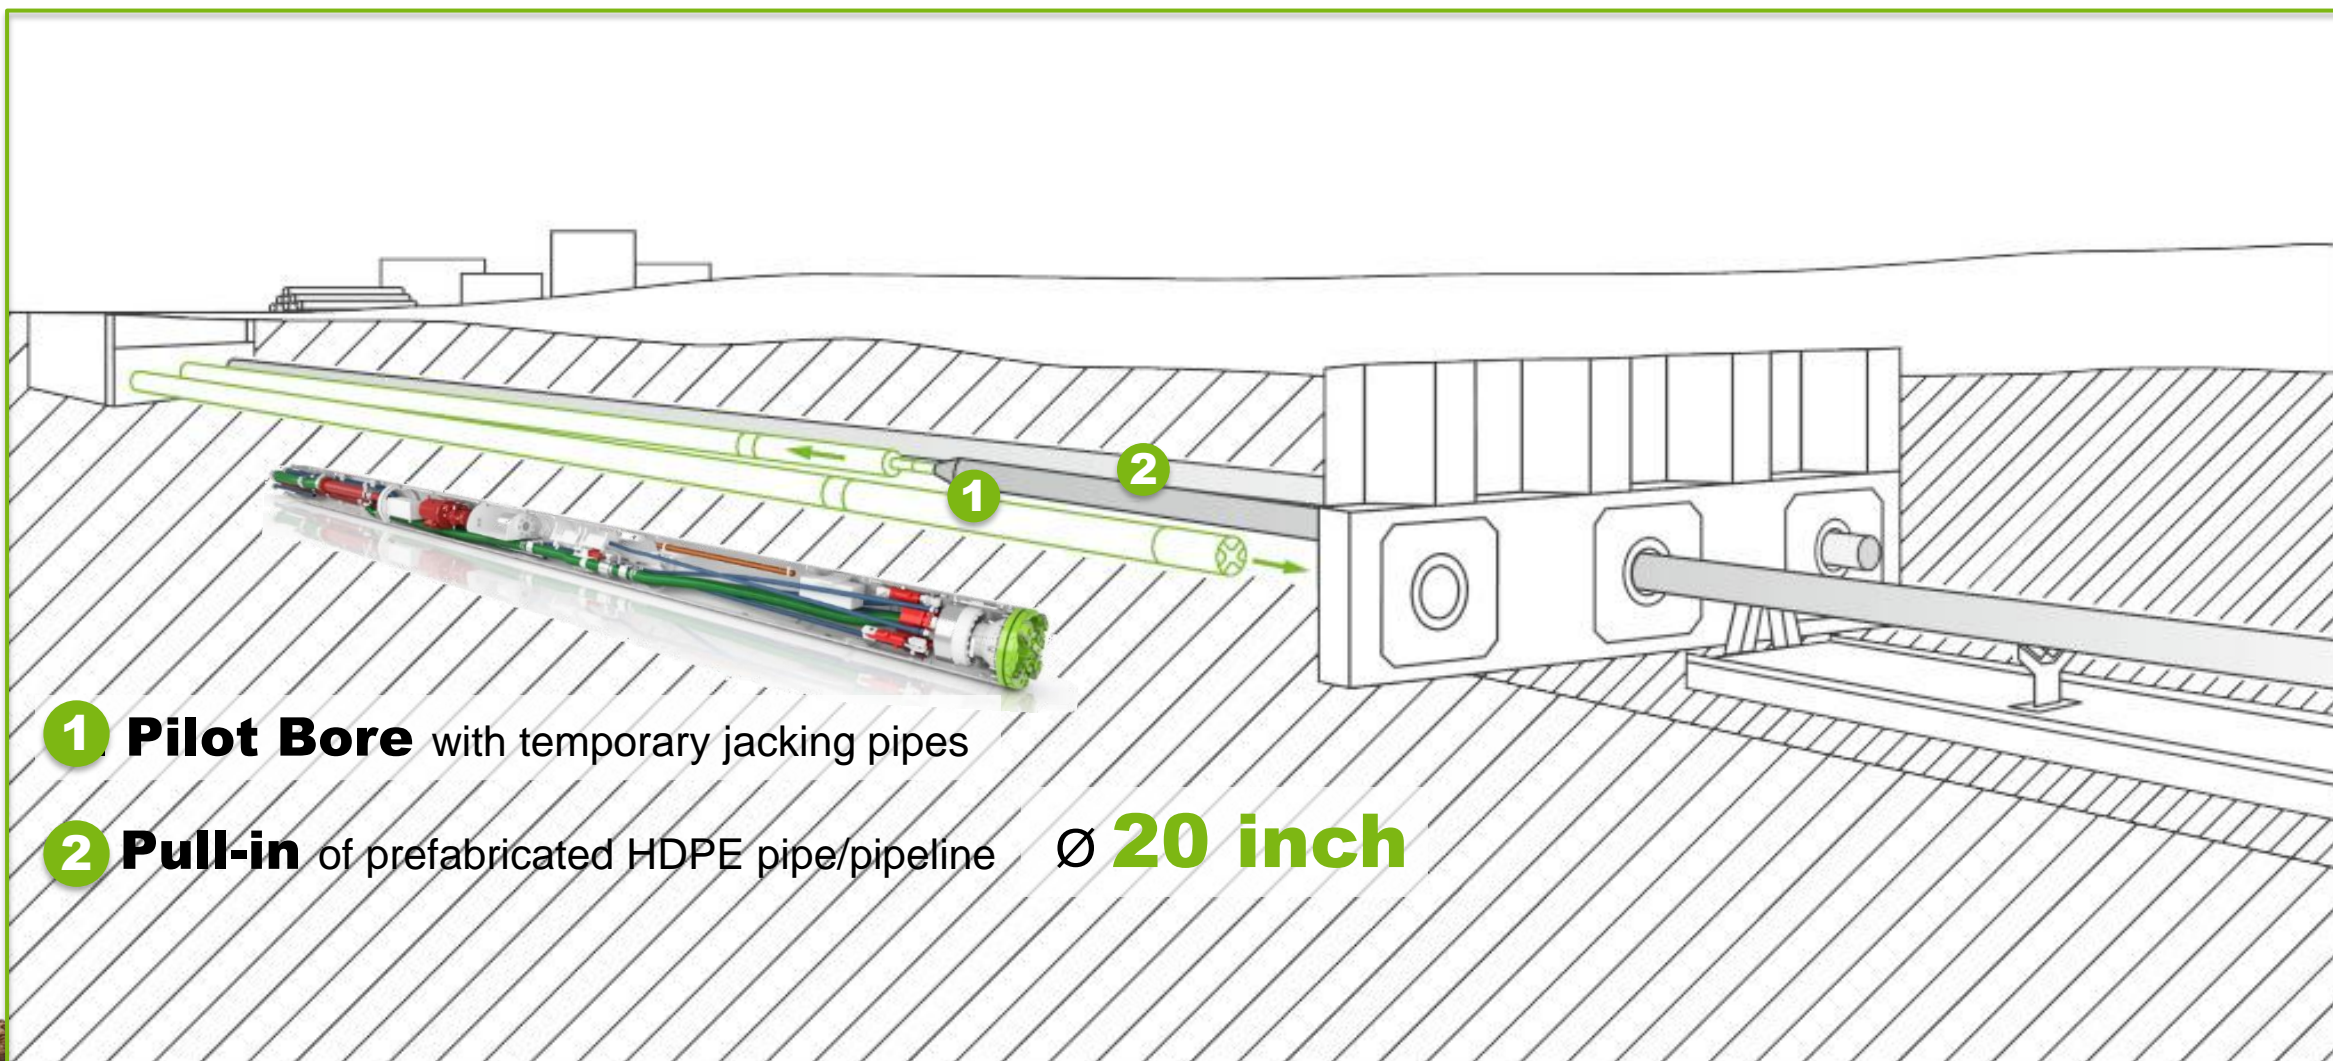 2
1
1 Pilot Bore with temporary jacking pipes
2 Pull-in of prefabricated HDPE pipe/pipeline Ø 20 inch